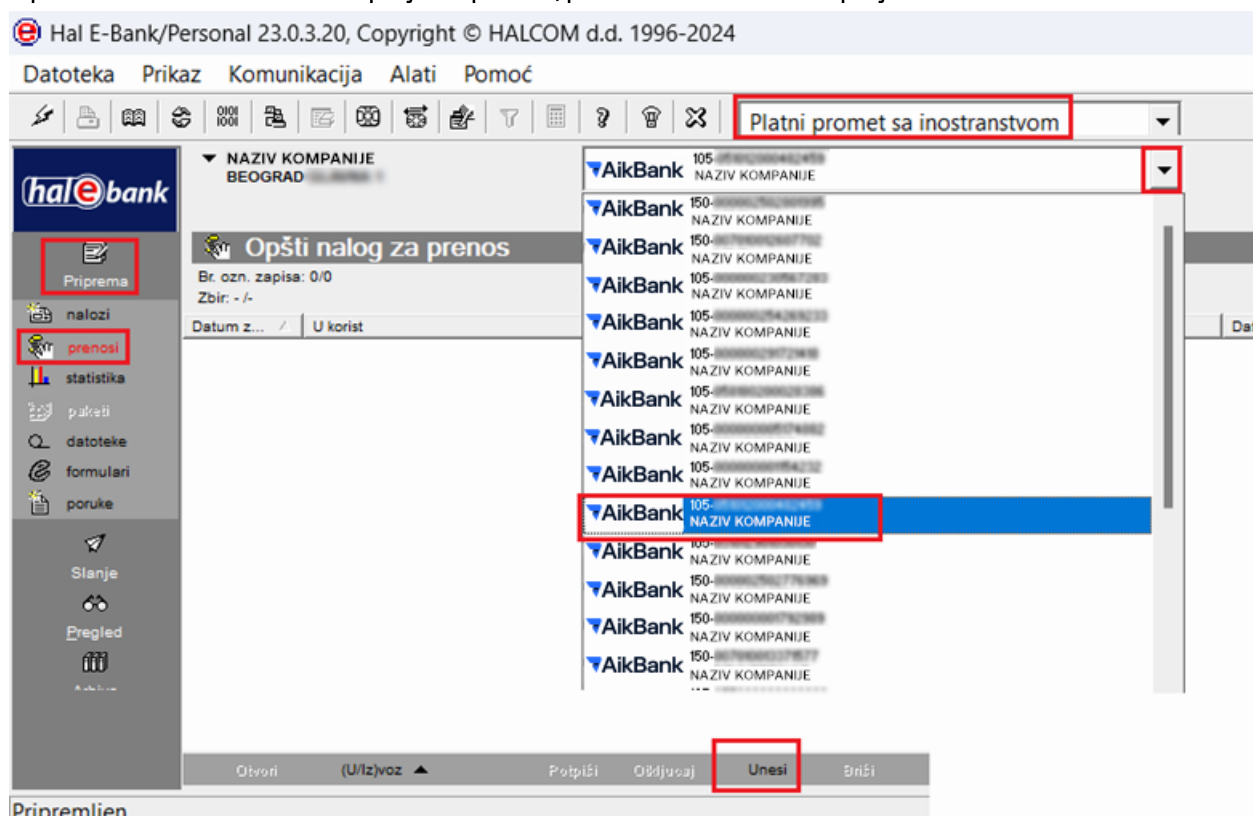 Hal E-Bank/Personal 23.0.3.20, Copyright © HALCOM d.d. 1996-2024
Datoteka Prikaz Komunikacija Alati Pomoć
Platni promet sa inostranstvom
hal e bank
NAZIV KOMPANIJE
BEOGRAD
AikBank 105-
NAZIV KOMPANIJE
AikBank 150-
NAZIV KOMPANIJE
AikBank 150-
NAZIV KOMPANIJE
AikBank 105-
NAZIV KOMPANIJE
AikBank 105-
NAZIV KOMPANIJE
AikBank 105-
NAZIV KOMPANIJE
AikBank 105-
NAZIV KOMPANIJE
AikBank 105-
NAZIV KOMPANIJE
AikBank 105-
NAZIV KOMPANIJE
AikBank 105-
NAZIV KOMPANIJE
AikBank
NAZIV KOMPANIJE
AikBank 150-
NAZIV KOMPANIJE
AikBank 150-
NAZIV KOMPANIJE
AikBank 150-
NAZIV KOMPANIJE
Opšti nalog za prenos
Br. ozn. zapisa: 0/0
Zbir: - /-
Datum z... U korist
Priprema
nalozi
prenosi
statistika
paketi
datoteke
formulari
poruke
Slanje
Pregled
Otvori (U/Iz)voz Potpiši Unesi Briši
Pripremljen